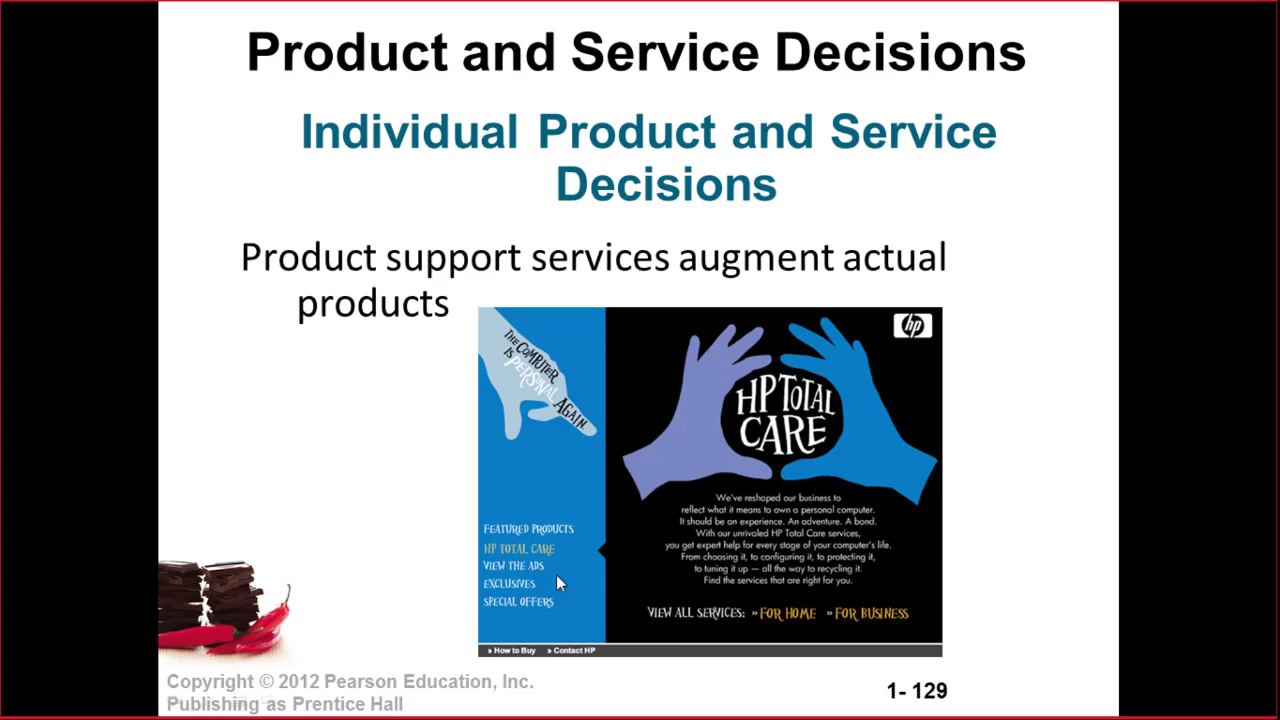 Product and Service Decisions
Individual Product and Service
Decisions
Product support services augment actual
products
THE COMPUTER
IS PERSONAL AGAIN.
hp
HP TOTAL
CARE
We've reshaped our business to
reflect what it means to own a personal computer.
It should be an experience. An adventure. A bond.
With our unrivaled HP Total Care services,
you get expert help for every stage of your computer's life.
From choosing it, to configuring it, to protecting it,
to tuning it up — all the way to recycling it.
Find the services that are right for you.
FEATURED PRODUCTS
HP TOTAL CARE
VIEW THE ADS
EXCLUSIVES
SPECIAL OFFERS
VIEW ALL SERVICES: » FOR HOME » FOR BUSINESS
» How to Buy » Contact HP
Copyright © 2012 Pearson Education, Inc.
Publishing as Prentice Hall
1- 129